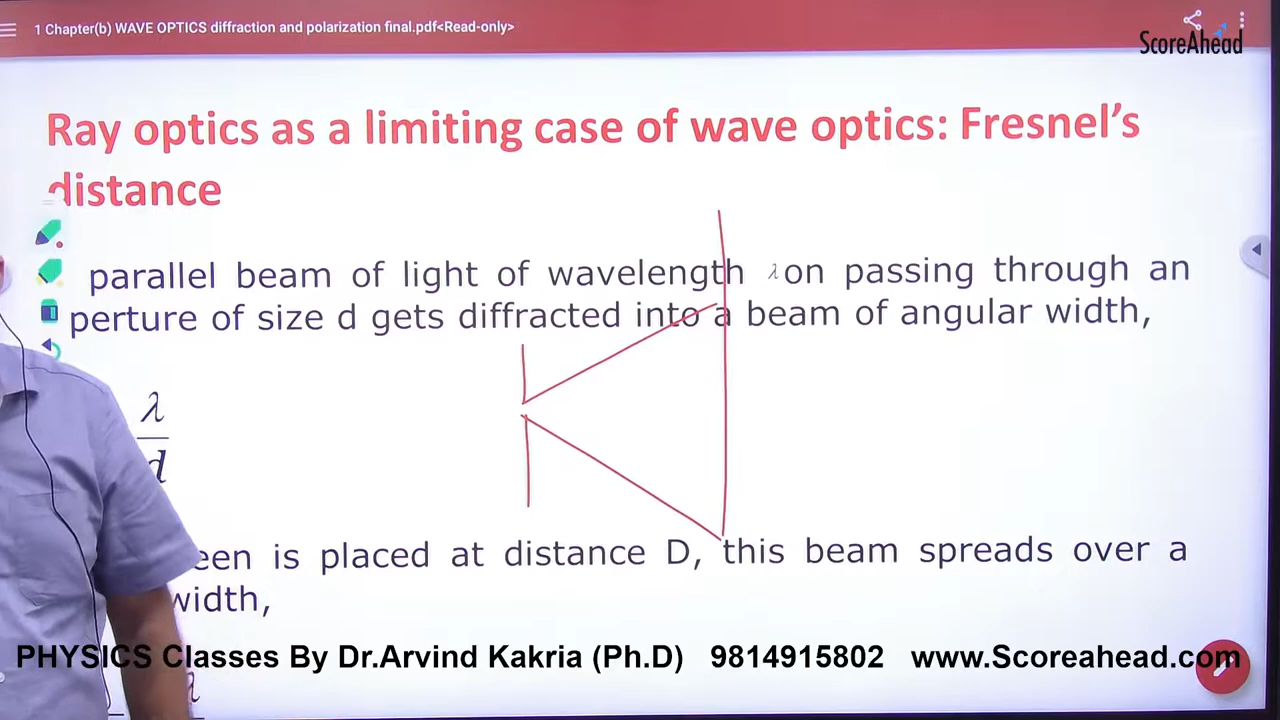 1 Chapter(b) WAVE OPTICS diffraction and polarization final.pdf<Read-only>
ScoreAhead
Ray optics as a limiting case of wave optics: Fresnel's
distance
parallel beam of light of wavelength λ on passing through an
perture of size d gets diffracted into a beam of angular width,
λ
d
een is placed at distance D, this beam spreads over a
width,
PHYSICS Classes By Dr.Arvind Kakria (Ph.D) 9814915802 www.Scoreahead.com